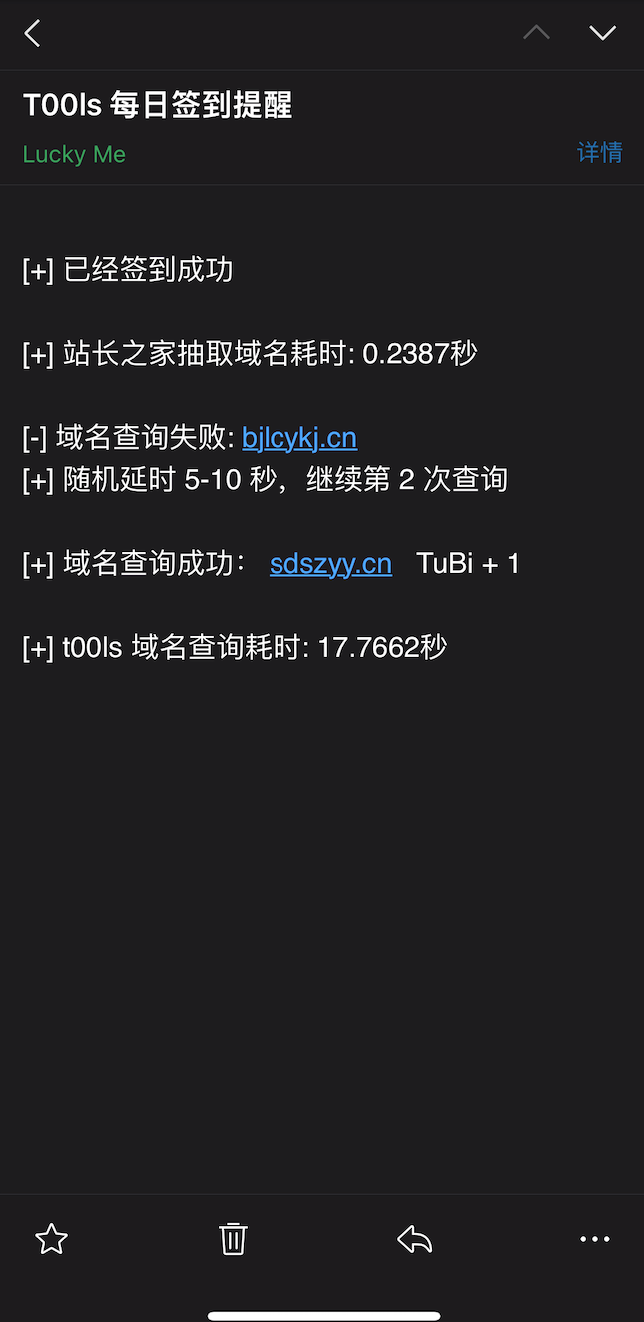 T00ls 每日签到提醒
Lucky Me
详情
[+] 已经签到成功
[+] 站长之家抽取域名耗时: 0.2387秒
[-] 域名查询失败: bjlcykj.cn
[+] 随机延时 5-10 秒，继续第 2 次查询
[+] 域名查询成功： sdszyy.cn TuBi + 1
[+] t00ls 域名查询耗时: 17.7662秒